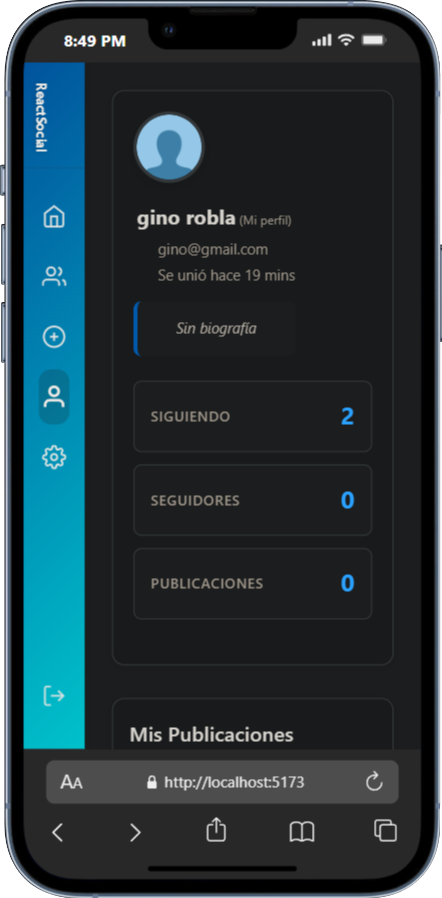 8:49 PM
ReactSocial
gino robla (Mi perfil)
gino@gmail.com
Se unió hace 19 mins
Sin biografía
SIGUIENDO 2
SEGUIDORES 0
PUBLICACIONES 0
Mis Publicaciones
AA http://localhost:5173